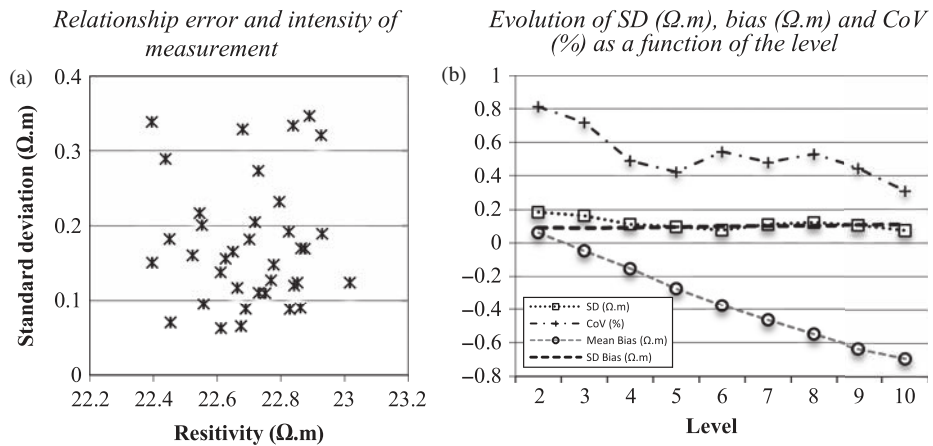 Relationship error and intensity of
measurement
(a)
Standard deviation (Ω.m)
0.4
0.3
0.2
0.1
0
22.2
22.4
22.6
22.8
23
23.2
Resitivity (Ω.m)
Evolution of SD (Ω.m), bias (Ω.m) and CoV
(%) as a function of the level
(b)
1
0.8
0.6
0.4
0.2
0
−0.2
−0.4
−0.6
−0.8
SD (Ω.m)
CoV (%)
Mean Bias (Ω.m)
SD Bias (Ω.m)
2
3
4
5
6
7
8
9
10
Level